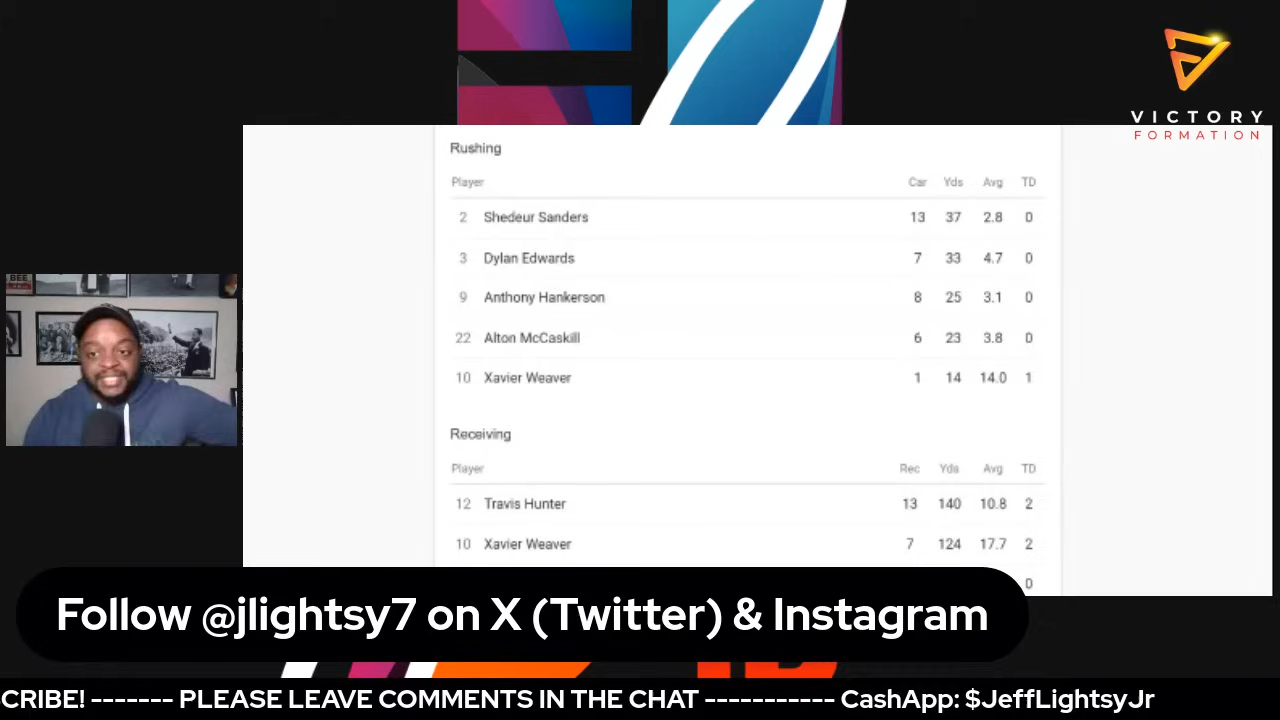 VICTORY
FORMATION
Rushing
Player Car Yds Avg TD
2 Shedeur Sanders 13 37 2.8 0
3 Dylan Edwards 7 33 4.7 0
9 Anthony Hankerson 8 25 3.1 0
22 Alton McCaskill 6 23 3.8 0
10 Xavier Weaver 1 14 14.0 1
Receiving
Player Rec Yds Avg TD
12 Travis Hunter 13 140 10.8 2
10 Xavier Weaver 7 124 17.7 2
0
Follow @jlightsy7 on X (Twitter) & Instagram
CRIBE! ------- PLEASE LEAVE COMMENTS IN THE CHAT ----------- CashApp: $JeffLightsyJr